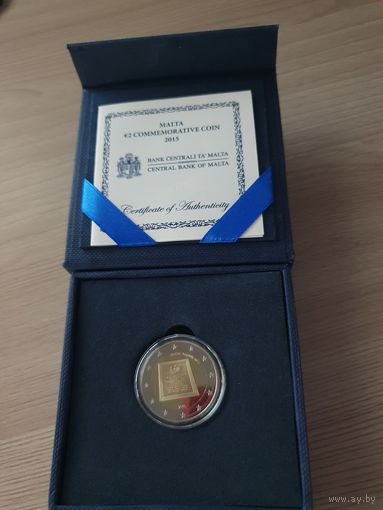 MALTA
€2 COMMEMORATIVE COIN
2015
BANK CENTRALI TA' MALTA
CENTRAL BANK OF MALTA
Certificate of Authenticity
www.ay.by